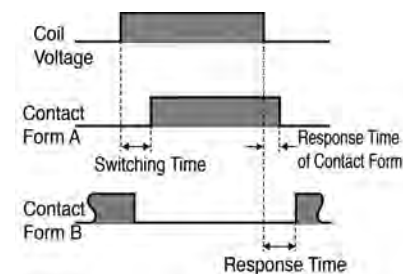 Coil
Voltage
Contact
Form A
Switching Time
Response Time
of Contact Form
Contact
Form B
Response Time